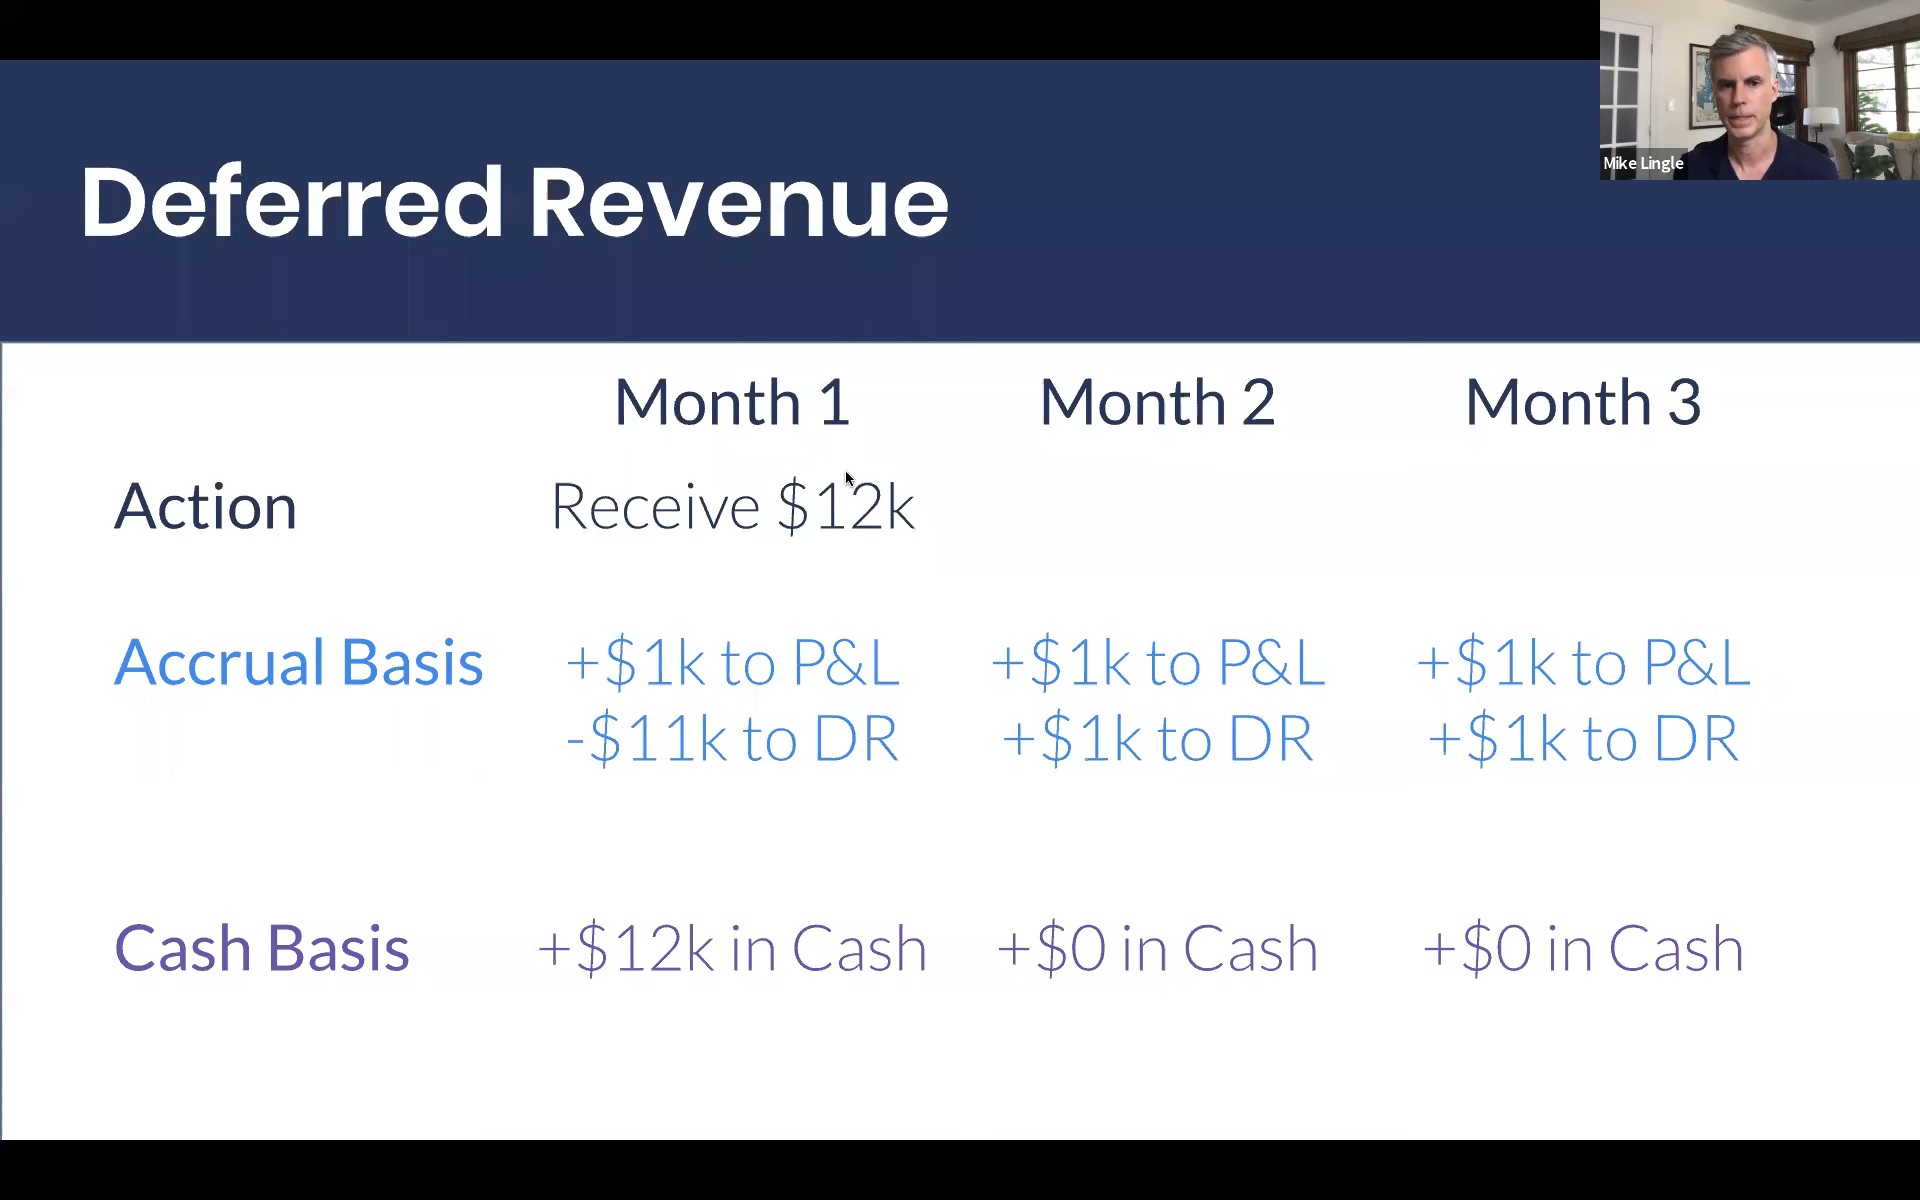 Mike Lingle
Deferred Revenue
Month 1 Month 2 Month 3
Action Receive $12k
Accrual Basis +$1k to P&L +$1k to P&L +$1k to P&L
-$11k to DR +$1k to DR +$1k to DR
Cash Basis +$12k in Cash +$0 in Cash +$0 in Cash